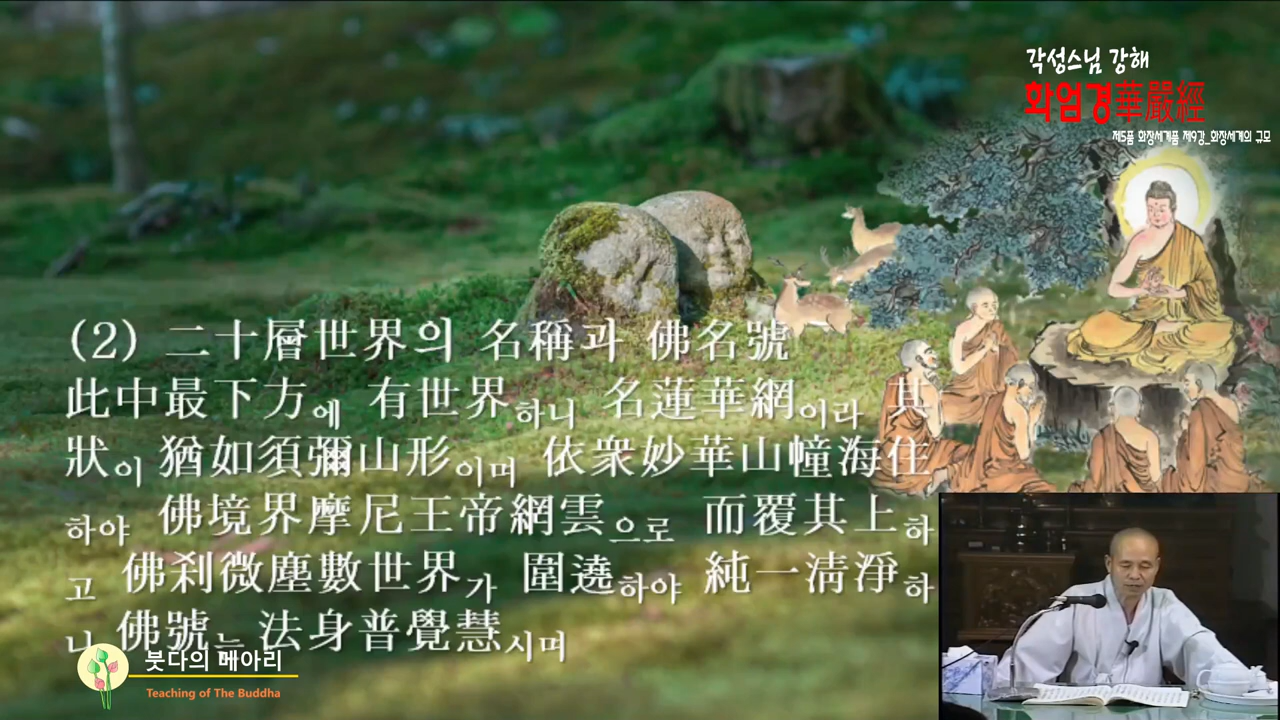 각성스님 강해
화엄경華嚴經
제5품 화장세계품 제9강_화장세계의 규모
(2) 二十層世界의 名稱과 佛名號
此中最下方에 有世界하니 名蓮華網이라 其
狀이 猶如須彌山形이며 依衆妙華山幢海住
하야 佛境界摩尼王帝網雲으로 而覆其上하
고 佛刹微塵數世界가 圍遶하야 純一淸淨하
니 佛號는 法身普覺慧시며
붓다의 메아리
Teaching of The Buddha